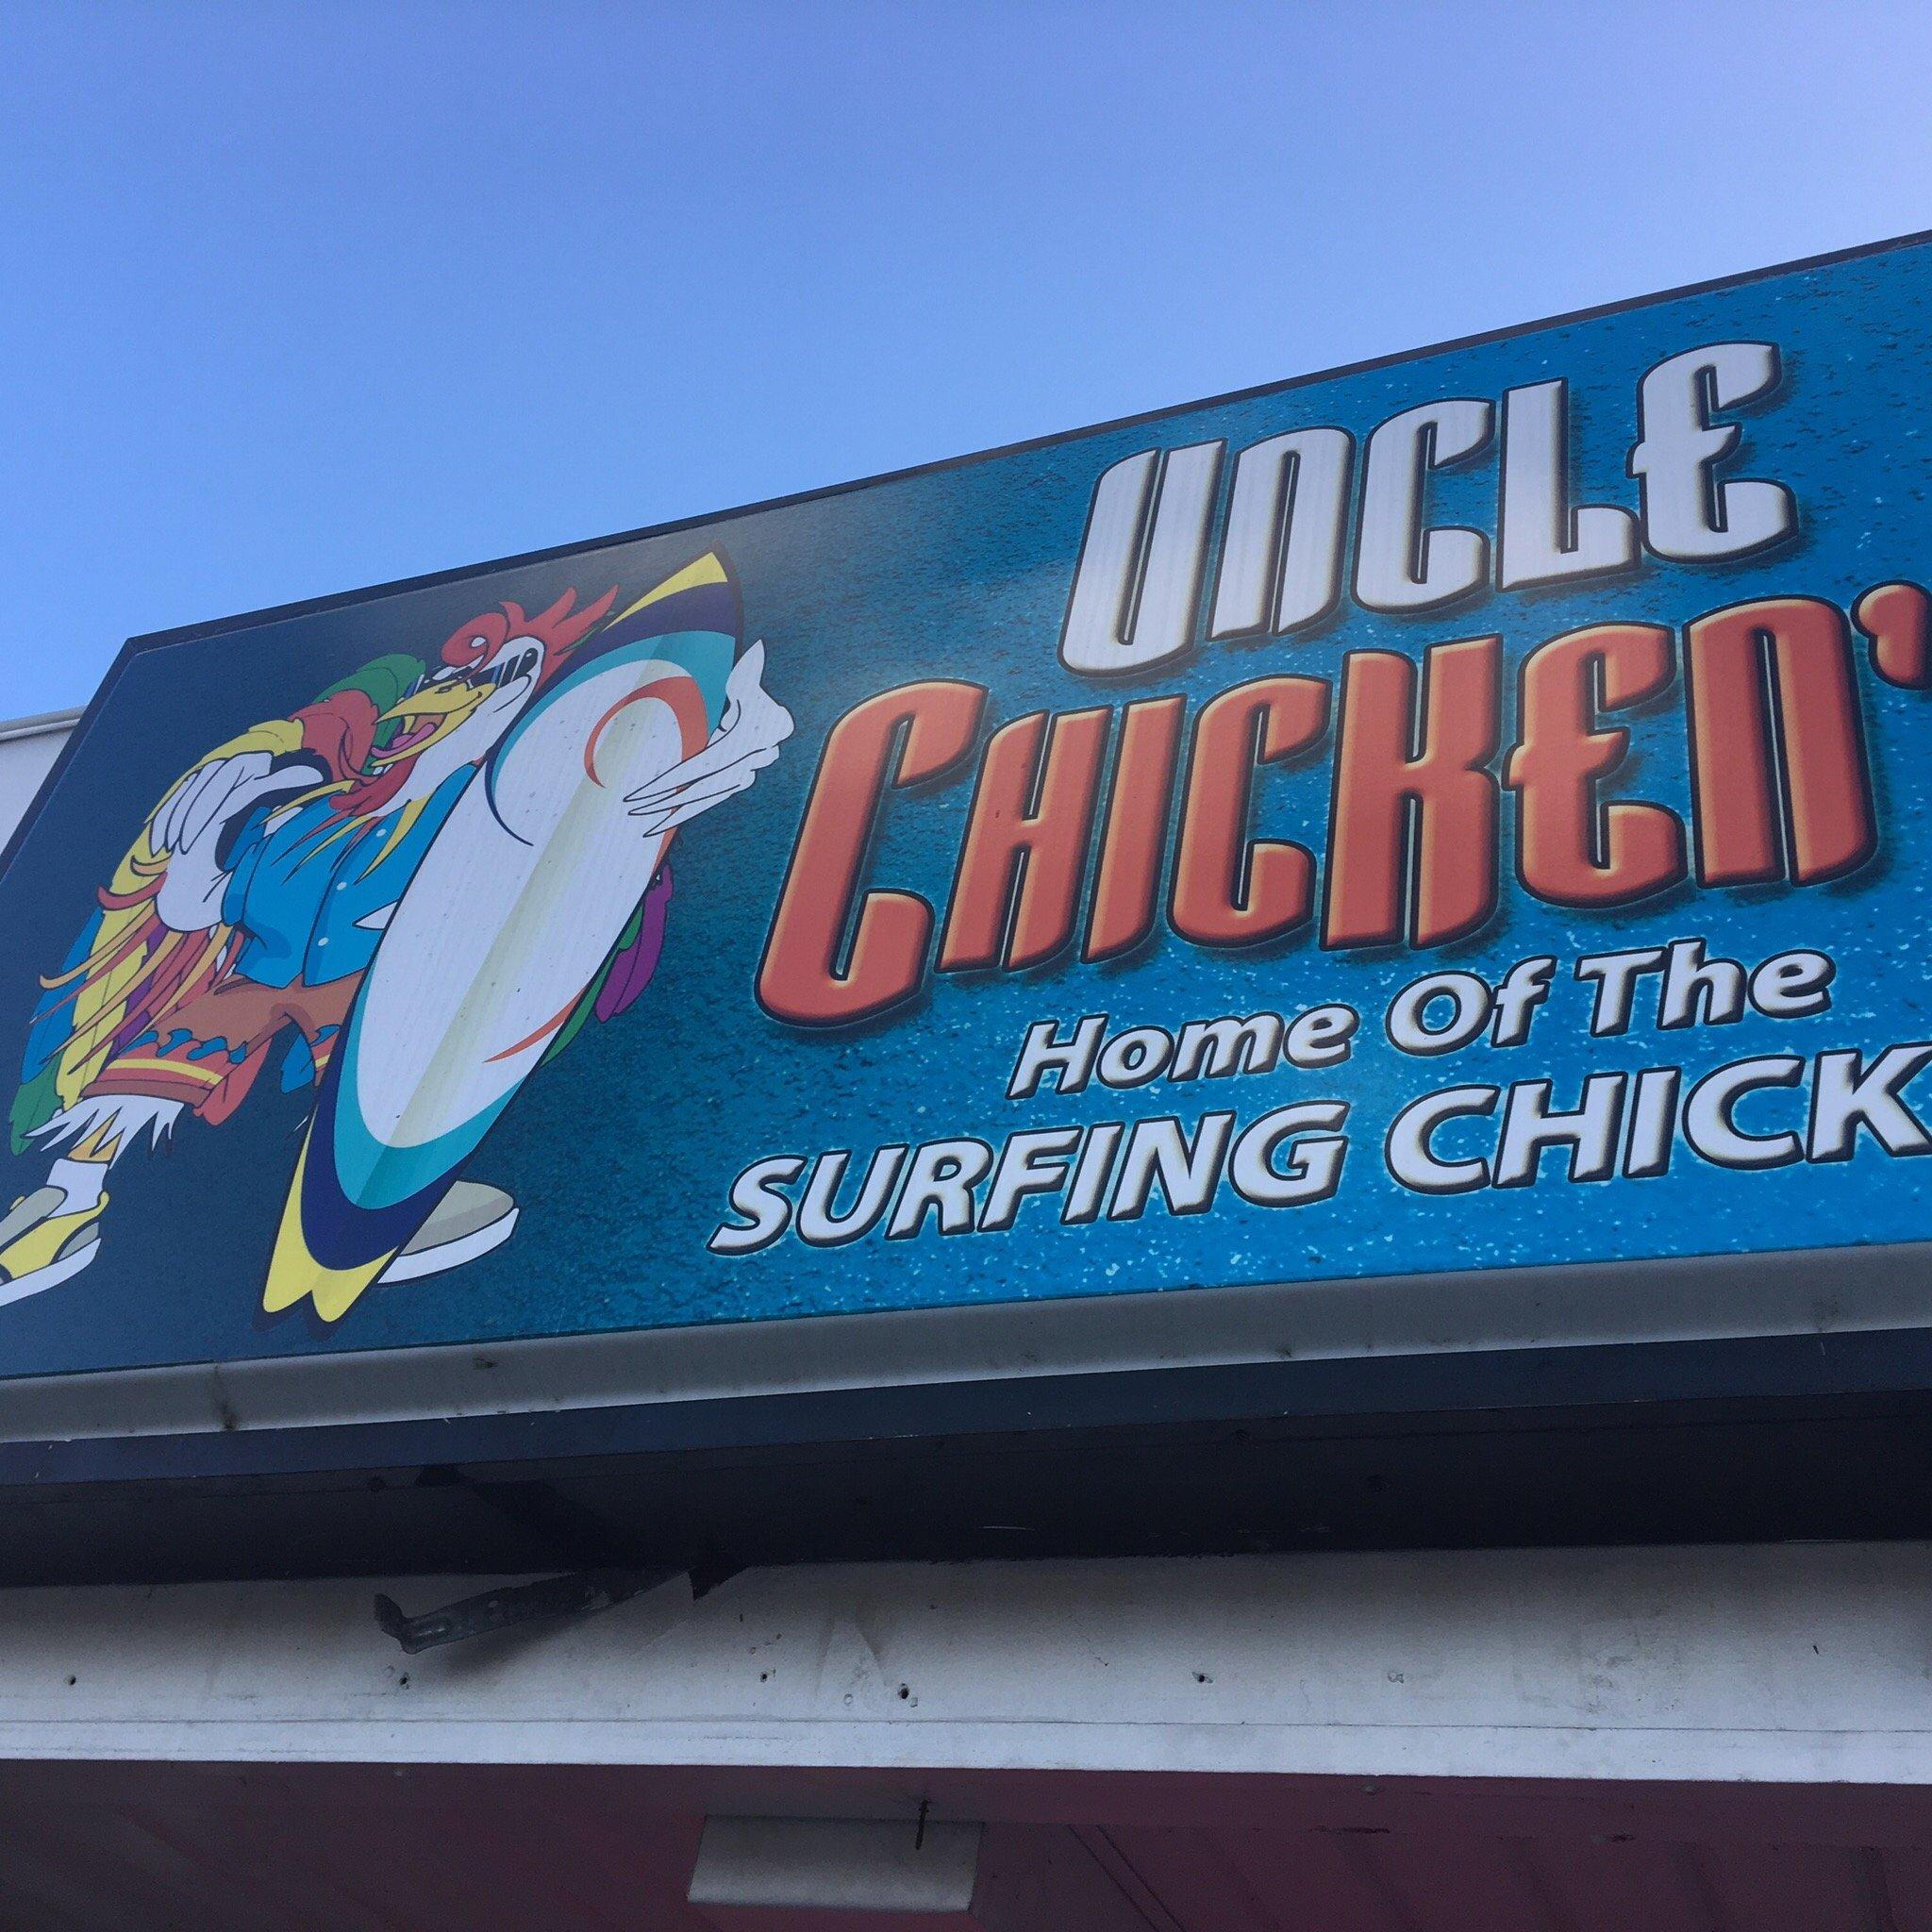 UNCLE
CHICKEN'
Home Of The
SURFING CHICK